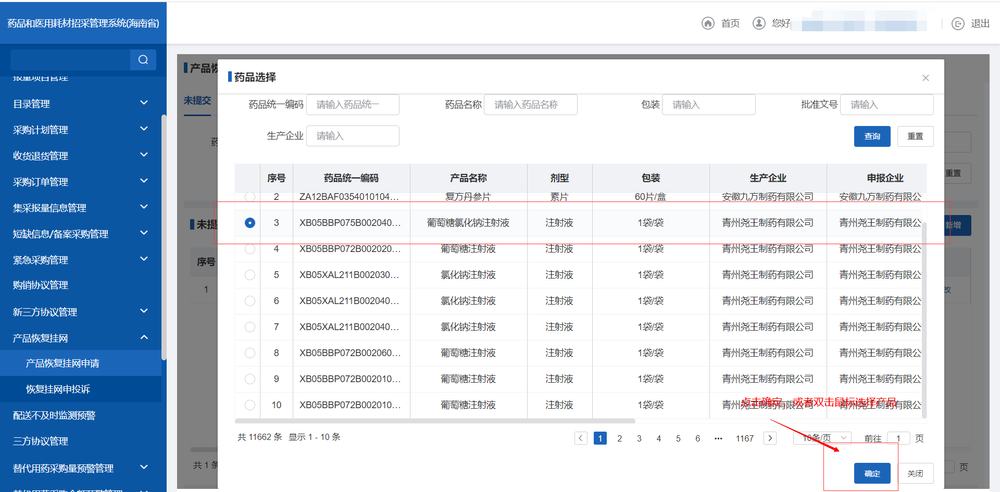 药品和医用耗材招采管理系统(海南省)
首页
您好
退出
报量项目管理
目录管理
采购计划管理
收货退货管理
采购订单管理
集采报量信息管理
短缺信息/备案采购管理
紧急采购管理
购销协议管理
新三方协议管理
产品恢复挂网
产品恢复挂网申请
恢复挂网申投诉
配送不及时监测预警
三方协议管理
替代用药采购量预警管理
产品恢
未提交
药
重置
未提
新增
序号
1
改
共 1 条
页
药品选择
药品统一编码 请输入药品统一
药品名称 请输入药品名称
包装 请输入
批准文号 请输入
生产企业 请输入
查询 重置
序号 药品统一编码 产品名称 剂型 包装 生产企业 申报企业
2 ZA12BAF0354010104... 复方丹参片 素片 60片/盒 安徽九方制药有限公司 安徽九方制药有限公
3 XB05BBP075B002040... 葡萄糖氯化钠注射液 注射液 1袋/袋 青州尧王制药有限公司 青州尧王制药有限公
4 XB05BBP072B002020... 葡萄糖注射液 注射液 1袋/袋 青州尧王制药有限公司 青州尧王制药有限公
5 XB05XAL211B002030... 氯化钠注射液 注射液 1袋/袋 青州尧王制药有限公司 青州尧王制药有限公
6 XB05XAL211B002040... 氯化钠注射液 注射液 1袋/袋 青州尧王制药有限公司 青州尧王制药有限公
7 XB05XAL211B002040... 氯化钠注射液 注射液 1袋/袋 青州尧王制药有限公司 青州尧王制药有限公
8 XB05BBP072B002060... 葡萄糖注射液 注射液 1袋/袋 青州尧王制药有限公司 青州尧王制药有限公
9 XB05BBP072B002010... 葡萄糖注射液 注射液 1袋/袋 青州尧王制药有限公司 青州尧王制药有限公
10 XB05BBP072B002010... 葡萄糖注射液 注射液 1袋/袋 青州尧王制药有限公司 青州尧王制药有限公
点击确定，或者双击鼠标选择产品
共 11662 条 显示 1 - 10 条
1 2 3 4 5 6 ••• 1167 10条/页 前往 1 页
确定 关闭